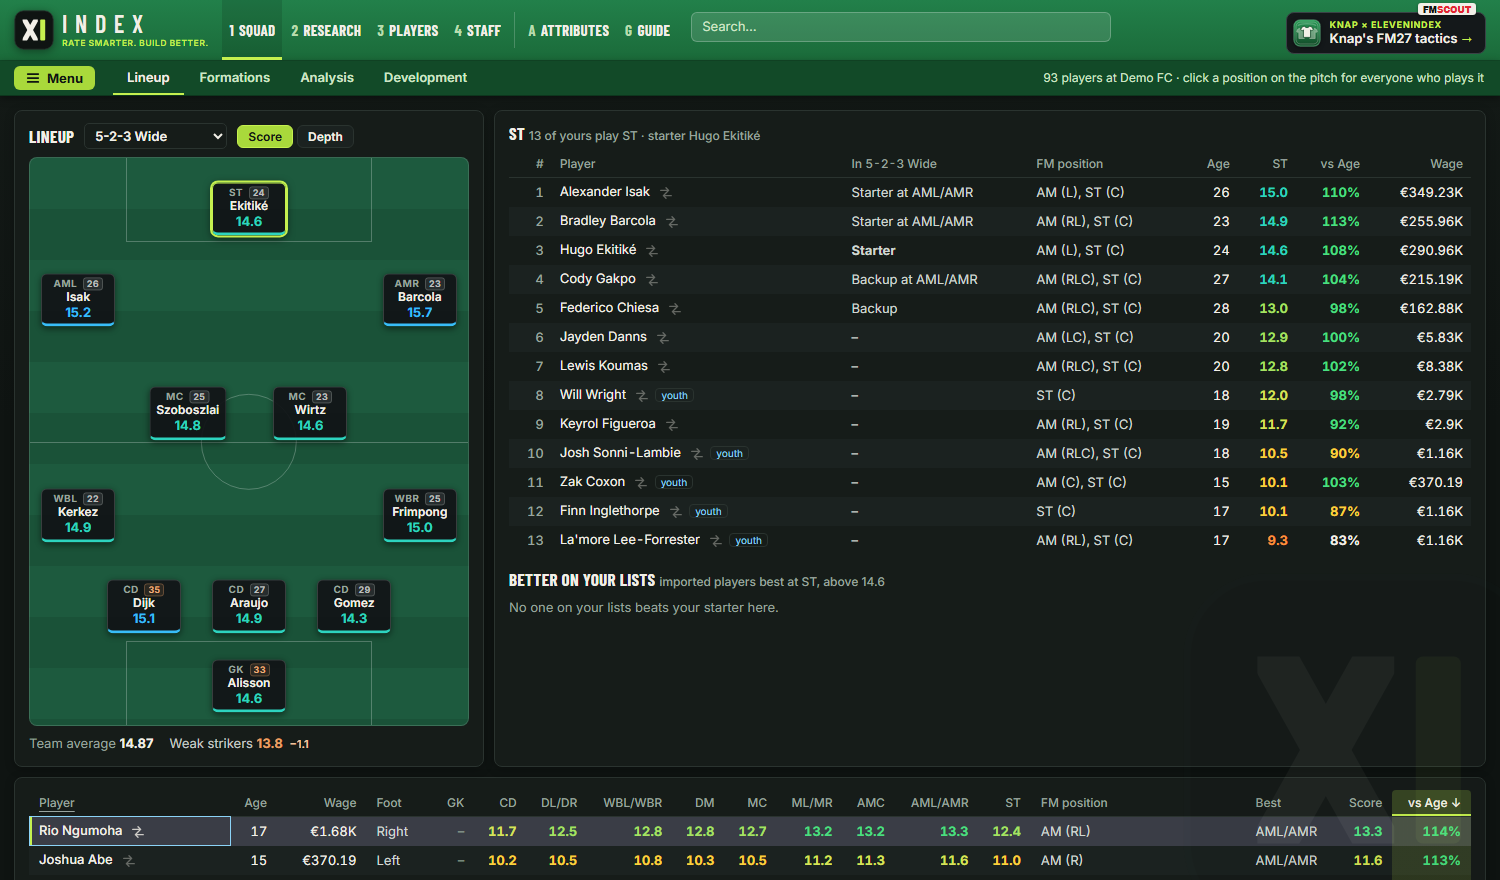 XI INDEX
RATE SMARTER. BUILD BETTER.
1 SQUAD 2 RESEARCH 3 PLAYERS 4 STAFF A ATTRIBUTES G GUIDE
Search...
FMSCOUT
KNAP × ELEVENINDEX
Knap's FM27 tactics →
Menu Lineup Formations Analysis Development
93 players at Demo FC · click a position on the pitch for everyone who plays it
LINEUP 5-2-3 Wide Score Depth
ST 24
Ekitiké
14.6
AML 26
Isak
15.2
AMR 23
Barcola
15.7
MC 25
Szoboszlai
14.8
MC 23
Wirtz
14.6
WBL 22
Kerkez
14.9
WBR 25
Frimpong
15.0
CD 35
Dijk
15.1
CD 27
Araujo
14.9
CD 29
Gomez
14.3
GK 33
Alisson
14.6
Team average 14.87 Weak strikers 13.8 −1.1
ST 13 of yours play ST · starter Hugo Ekitiké
# Player In 5-2-3 Wide FM position Age ST vs Age Wage
1 Alexander Isak Starter at AML/AMR AM (L), ST (C) 26 15.0 110% €349.23K
2 Bradley Barcola Starter at AML/AMR AM (RL), ST (C) 23 14.9 113% €255.96K
3 Hugo Ekitiké Starter AM (L), ST (C) 24 14.6 108% €290.96K
4 Cody Gakpo Backup at AML/AMR AM (RLC), ST (C) 27 14.1 104% €215.19K
5 Federico Chiesa Backup AM (RLC), ST (C) 28 13.0 98% €162.88K
6 Jayden Danns – AM (LC), ST (C) 20 12.9 100% €5.83K
7 Lewis Koumas – AM (RLC), ST (C) 20 12.8 102% €8.38K
8 Will Wright youth – ST (C) 18 12.0 98% €2.79K
9 Keyrol Figueroa – AM (RL), ST (C) 19 11.7 92% €2.9K
10 Josh Sonni-Lambie youth – AM (RLC), ST (C) 18 10.5 90% €1.16K
11 Zak Coxon youth – AM (C), ST (C) 15 10.1 103% €370.19
12 Finn Inglethorpe youth – ST (C) 17 10.1 87% €1.16K
13 La'more Lee-Forrester youth – AM (RL), ST (C) 17 9.3 83% €1.16K
BETTER ON YOUR LISTS imported players best at ST, above 14.6
No one on your lists beats your starter here.
XI
Player Age Wage Foot GK CD DL/DR WBL/WBR DM MC ML/MR AMC AML/AMR ST FM position Best Score vs Age ↓
Rio Ngumoha 17 €1.68K Right – 11.7 12.5 12.8 12.8 12.7 13.2 13.2 13.3 12.4 AM (RL) AML/AMR 13.3 114%
Joshua Abe 15 €370.19 Left – 10.2 10.5 10.8 10.3 10.5 11.2 11.3 11.6 11.0 AM (R) AML/AMR 11.6 113%